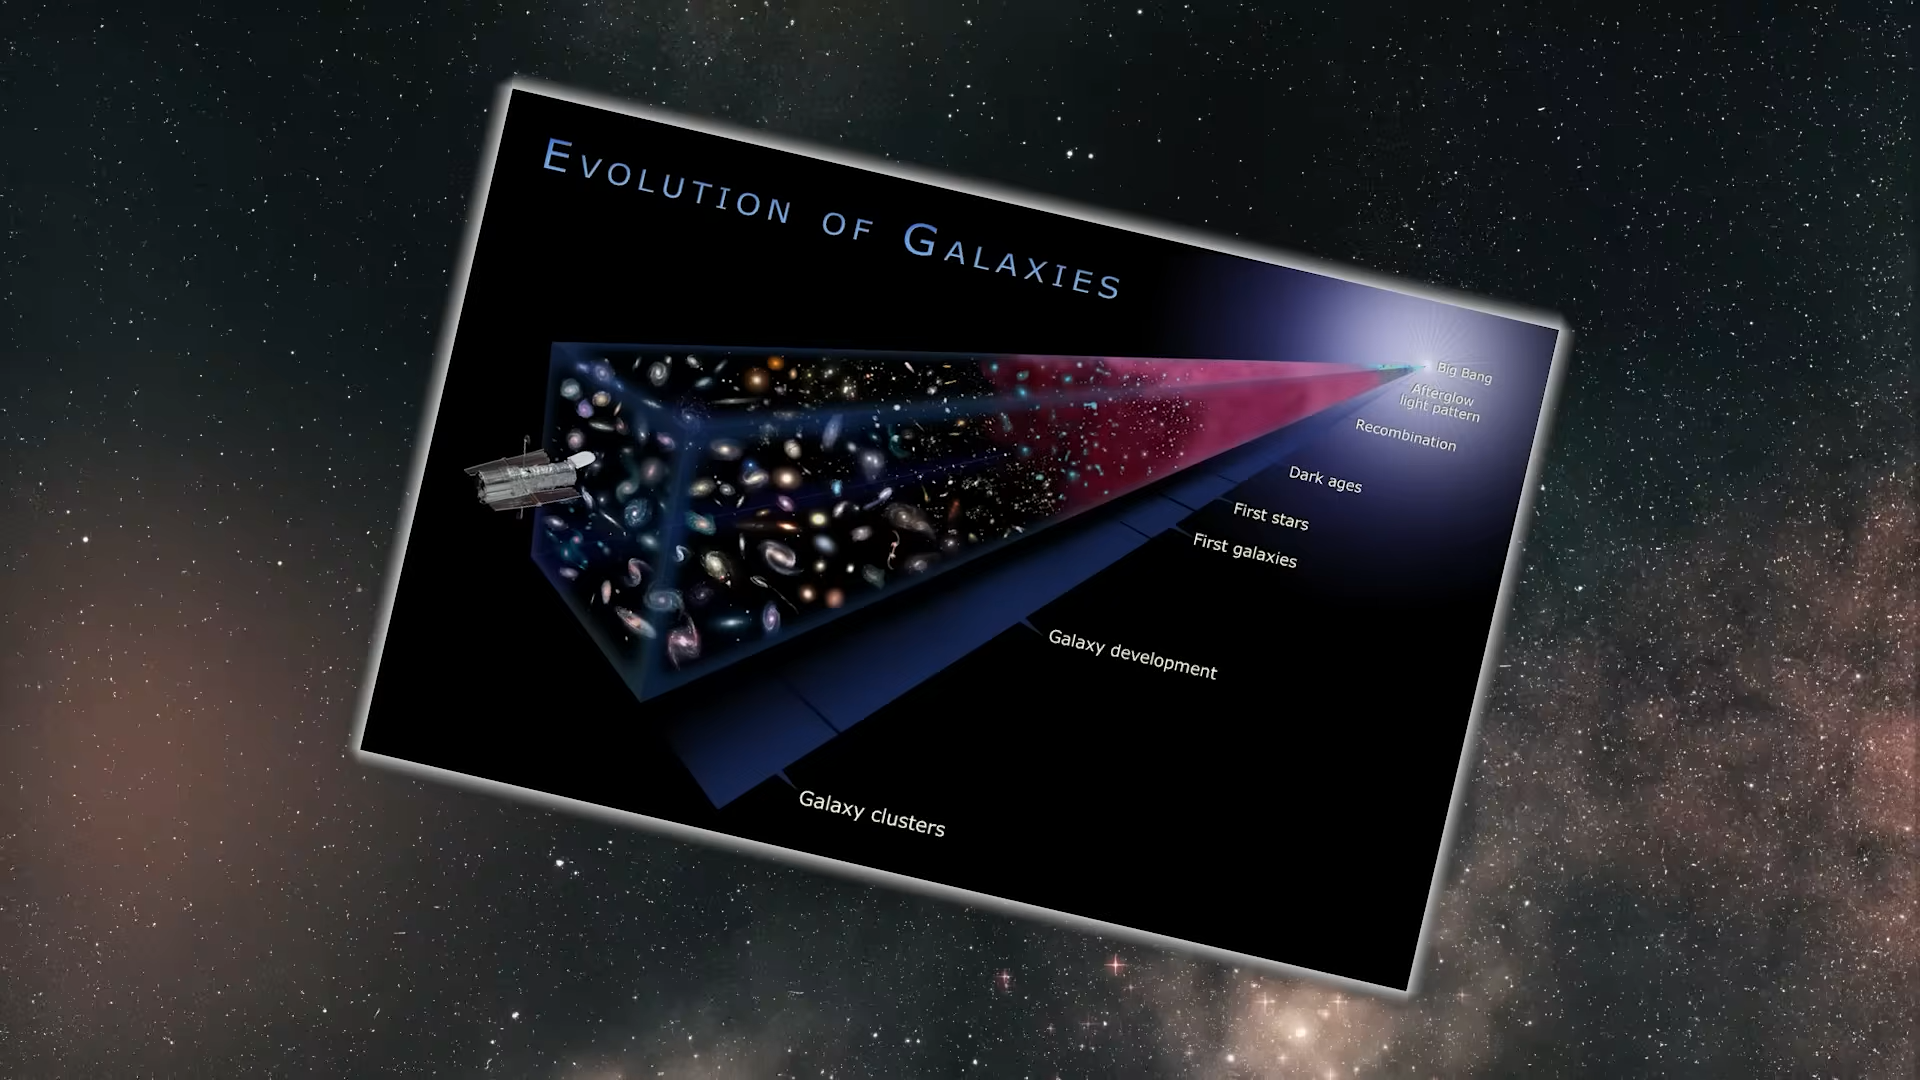 EVOLUTION OF GALAXIES
Big Bang
Afterglow
light pattern
Recombination
Dark ages
First stars
First galaxies
Galaxy development
Galaxy clusters